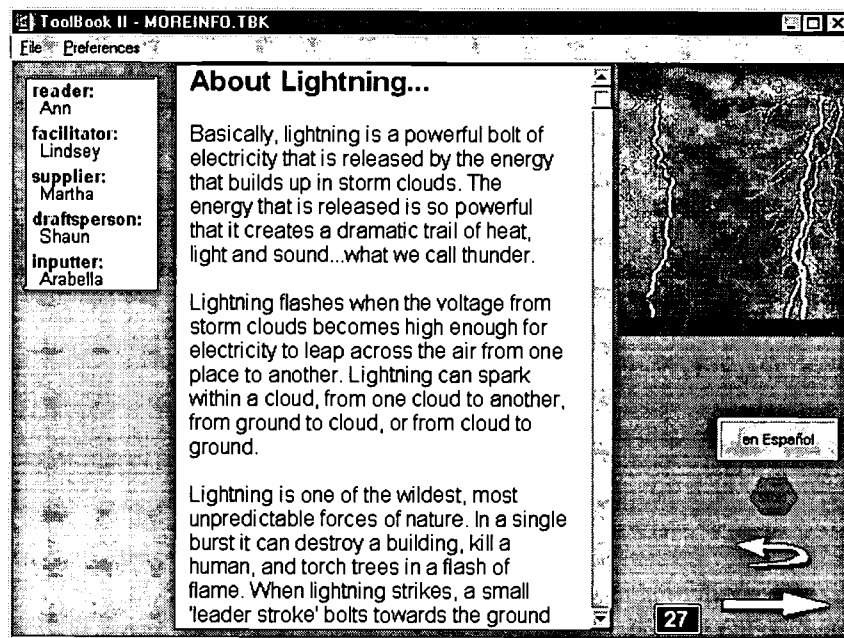 ToolBook II - MOREINFO.TBK
File Preferences
reader:
Ann
facilitator:
Lindsey
supplier:
Martha
draftsperson:
Shaun
inputter:
Arabella
About Lightning...
Basically, lightning is a powerful bolt of
electricity that is released by the energy
that builds up in storm clouds. The
energy that is released is so powerful
that it creates a dramatic trail of heat,
light and sound...what we call thunder.
Lightning flashes when the voltage from
storm clouds becomes high enough for
electricity to leap across the air from one
place to another. Lightning can spark
within a cloud, from one cloud to another,
from ground to cloud, or from cloud to
ground.
Lightning is one of the wildest, most
unpredictable forces of nature. In a single
burst it can destroy a building, kill a
human, and torch trees in a flash of
flame. When lightning strikes, a small
'leader stroke' bolts towards the ground
en Español
27